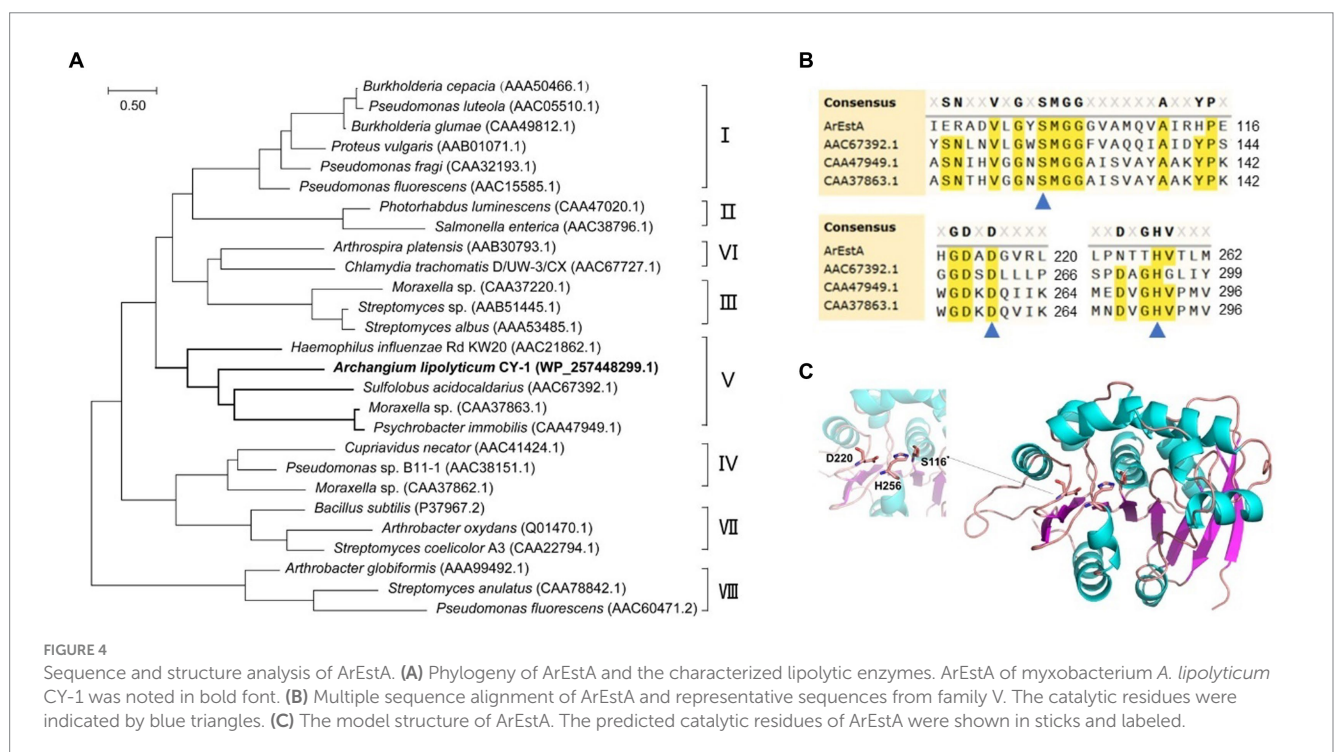 A
0.50
Burkholderia cepacia (AAA50466.1)
Pseudomonas luteola (AAC05510.1)
Burkholderia glumae (CAA49812.1)
Proteus vulgaris (AAB01071.1)
Pseudomonas fragi (CAA32193.1)
Pseudomonas fluorescens (AAC15585.1)
I
Photorhabdus luminescens (CAA47020.1)
Salmonella enterica (AAC38796.1)
II
Arthrospira platensis (AAB30793.1)
Chlamydia trachomatis D/UW-3/CX (AAC67727.1)
VI
Moraxella sp. (CAA37220.1)
Streptomyces sp. (AAB51445.1)
Streptomyces albus (AAA53485.1)
III
Haemophilus influenzae Rd KW20 (AAC21862.1)
Archangium lipolyticum CY-1 (WP_257448299.1)
Sulfolobus acidocaldarius (AAC67392.1)
Moraxella sp. (CAA37863.1)
Psychrobacter immobilis (CAA47949.1)
V
Cupriavidus necator (AAC41424.1)
Pseudomonas sp. B11-1 (AAC38151.1)
Moraxella sp. (CAA37862.1)
IV
Bacillus subtilis (P37967.2)
Arthrobacter oxydans (Q01470.1)
Streptomyces coelicolor A3 (CAA22794.1)
VII
Arthrobacter globiformis (AAA99492.1)
Streptomyces anulatus (CAA78842.1)
Pseudomonas fluorescens (AAC60471.2)
VIII
B
Consensus XSNXXVXGXSMGGXXXXXXAXXYPX
ArEstA IERADVLGYSMGGGVAMQVAIRHPE 116
AAC67392.1 YSNLNVLGWSMGGFVAQQIAIDYPS 144
CAA47949.1 ASNIHVGGNSMGGAISVAYAAKYPK 142
CAA37863.1 ASNTHVGGNSMGGAISVAYAAKYPK 142
Consensus XGDXDXXXX XXDXGHVXXX
ArEstA HGDADGVRL 220 LPNTTHVTLM 262
AAC67392.1 GGDSDLLLP 266 SPDAGHGLIY 299
CAA47949.1 WGDKDQIIK 264 MEDVGHVPMV 296
CAA37863.1 WGDKDQVIK 264 MNDVGHVPMV 296
C
D220
S116
H256
FIGURE 4
Sequence and structure analysis of ArEstA. (A) Phylogeny of ArEstA and the characterized lipolytic enzymes. ArEstA of myxobacterium A. lipolyticum
CY-1 was noted in bold font. (B) Multiple sequence alignment of ArEstA and representative sequences from family V. The catalytic residues were
indicated by blue triangles. (C) The model structure of ArEstA. The predicted catalytic residues of ArEstA were shown in sticks and labeled.